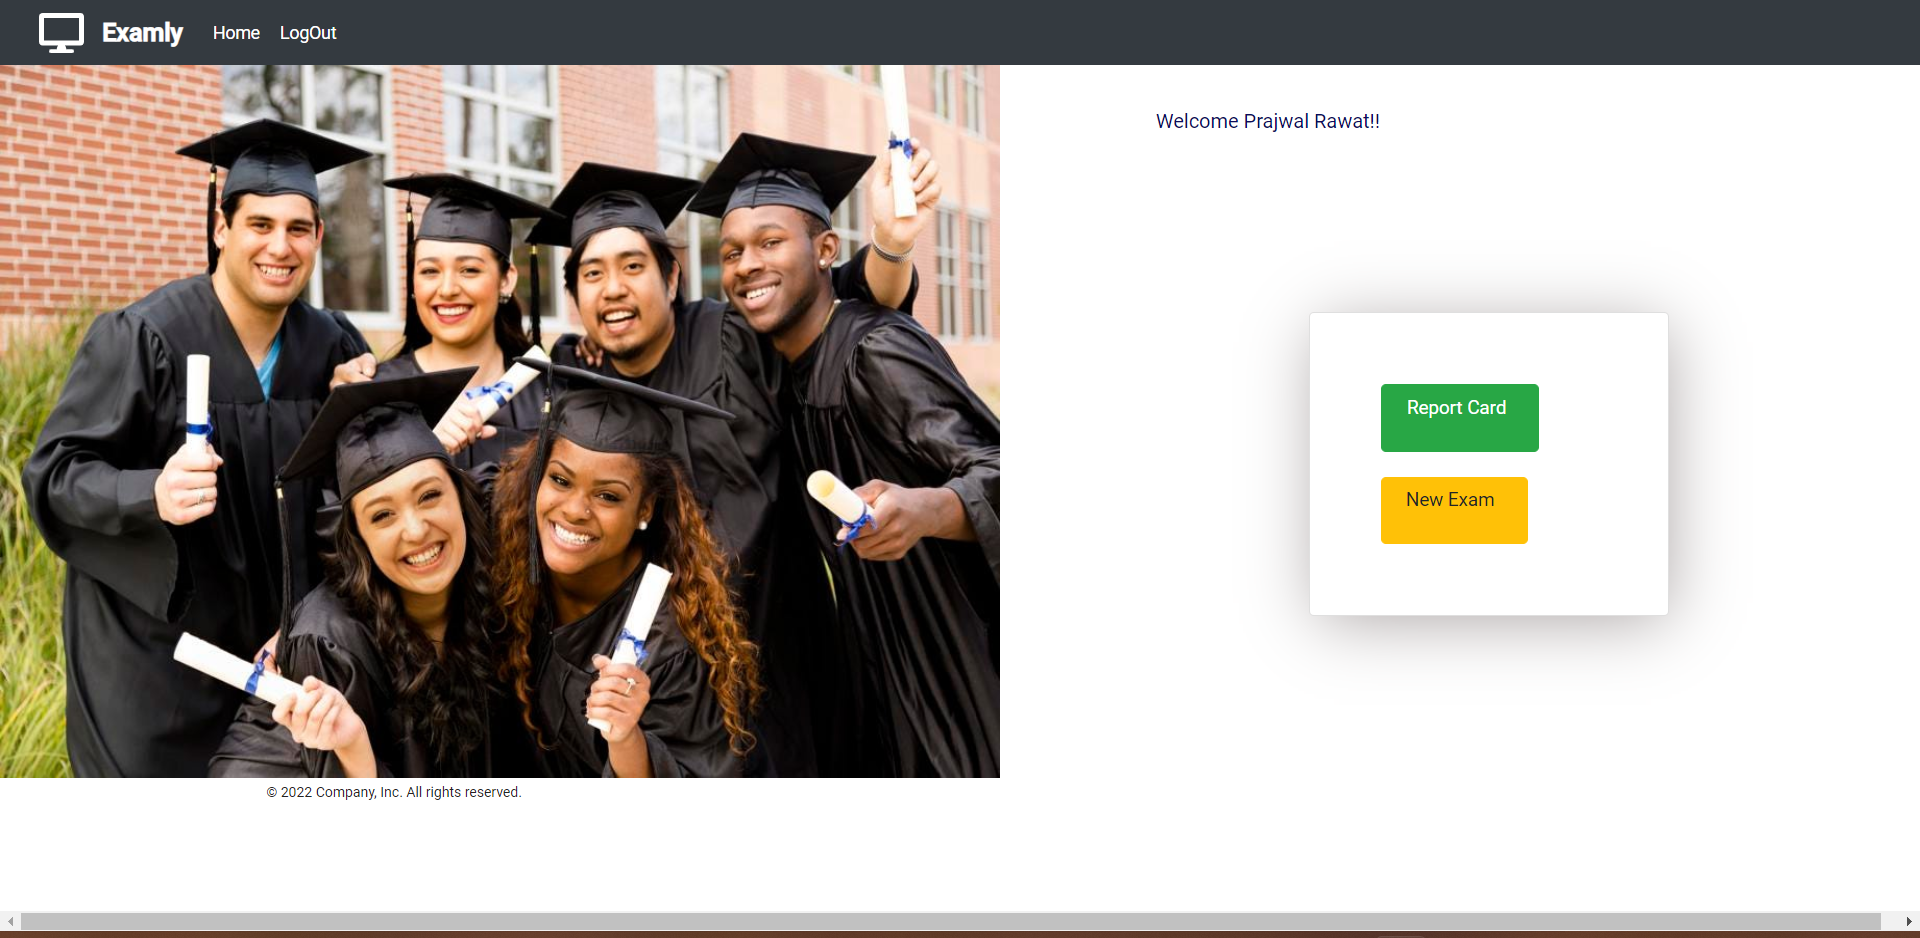 Examly Home LogOut
Welcome Prajwal Rawat!!
Report Card
New Exam
© 2022 Company, Inc. All rights reserved.